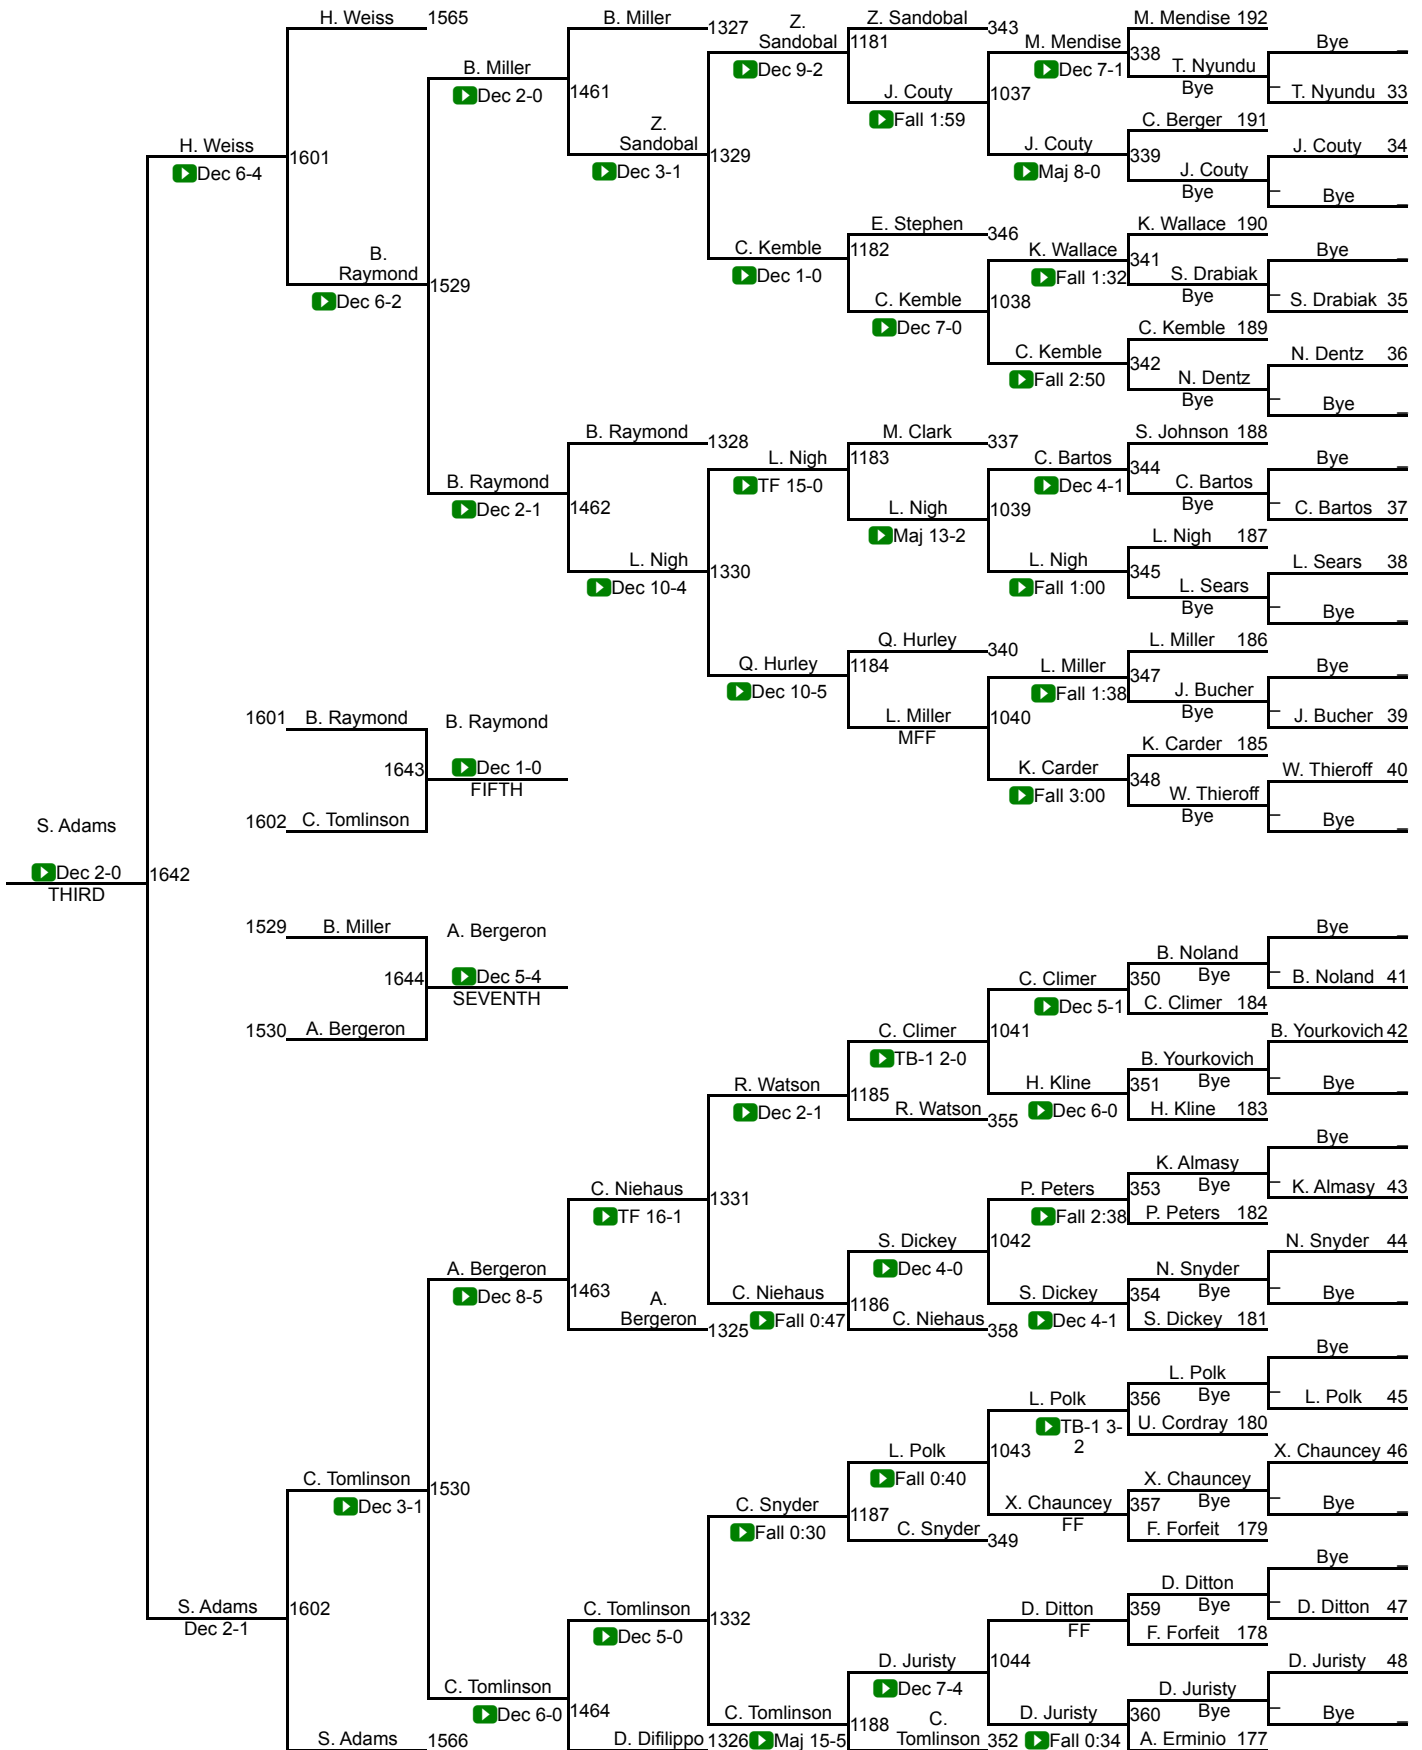 H. Weiss 1565
B. Miller 1327
Z. Sandobal
Z. Sandobal 343
M. Mendise 192
Bye
B. Miller
Dec 2-0
1461
Dec 9-2
1181
M. Mendise
Dec 7-1
338
T. Nyundu
Bye
T. Nyundu 33
J. Couty
Fall 1:59
1037
C. Berger 191
J. Couty 34
H. Weiss
Dec 6-4
1601
Z. Sandobal
Dec 3-1
1329
J. Couty
Maj 8-0
339
J. Couty
Bye
Bye
E. Stephen 346
K. Wallace 190
Bye
B. Raymond
Dec 6-2
1529
C. Kemble
Dec 1-0
1182
K. Wallace
Fall 1:32
341
S. Drabiak
Bye
S. Drabiak 35
C. Kemble
Dec 7-0
1038
C. Kemble 189
N. Dentz 36
C. Kemble
Fall 2:50
342
N. Dentz
Bye
Bye
B. Raymond 1328
M. Clark 337
S. Johnson 188
Bye
B. Raymond
Dec 2-1
1462
L. Nigh
TF 15-0
1183
C. Bartos
Dec 4-1
344
C. Bartos
Bye
C. Bartos 37
L. Nigh
Maj 13-2
1039
L. Nigh 187
L. Sears 38
L. Nigh
Dec 10-4
1330
L. Nigh
Fall 1:00
345
L. Sears
Bye
Bye
Q. Hurley 340
L. Miller 186
Bye
Q. Hurley
Dec 10-5
1184
L. Miller
Fall 1:38
347
J. Bucher
Bye
J. Bucher 39
1601 B. Raymond
B. Raymond
L. Miller
MFF
1040
K. Carder 185
W. Thieroff 40
1643
Dec 1-0
FIFTH
K. Carder
Fall 3:00
348
W. Thieroff
Bye
Bye
1602 C. Tomlinson
S. Adams
Dec 2-0
THIRD
1642
1529 B. Miller
A. Bergeron
Bye
1644
Dec 5-4
SEVENTH
C. Climer
Dec 5-1
350
B. Noland
Bye
B. Noland 41
C. Climer 184
1530 A. Bergeron
C. Climer
TB-1 2-0
1041
B. Yourkovich 42
R. Watson
Dec 2-1
1185
R. Watson 355
H. Kline
Dec 6-0
351
B. Yourkovich
Bye
Bye
H. Kline 183
Bye
C. Niehaus
TF 16-1
1331
P. Peters
Fall 2:38
353
K. Almasy
Bye
K. Almasy 43
P. Peters 182
A. Bergeron
Dec 8-5
1463
S. Dickey
Dec 4-0
1042
N. Snyder 44
A. Bergeron 1325
C. Niehaus
Fall 0:47
1186
C. Niehaus 358
S. Dickey
Dec 4-1
354
N. Snyder
Bye
Bye
S. Dickey 181
Bye
L. Polk
TB-1 3-
2
356
L. Polk
Bye
L. Polk 45
U. Cordray 180
C. Tomlinson
Dec 3-1
1530
L. Polk
Fall 0:40
1043
X. Chauncey 46
C. Snyder
Fall 0:30
1187
C. Snyder 349
X. Chauncey
FF
357
X. Chauncey
Bye
Bye
F. Forfeit 179
Bye
S. Adams
Dec 2-1
1602
C. Tomlinson
Dec 5-0
1332
D. Ditton
FF
359
D. Ditton
Bye
D. Ditton 47
F. Forfeit 178
D. Juristy
Dec 7-4
1044
D. Juristy 48
C. Tomlinson
Dec 6-0
1464
C. Tomlinson
Maj 15-5
1188
D. Juristy
Fall 0:34
360
D. Juristy
Bye
Bye
S. Adams 1566
D. Difilippo 1326
C.
Tomlinson 352
A. Erminio 177